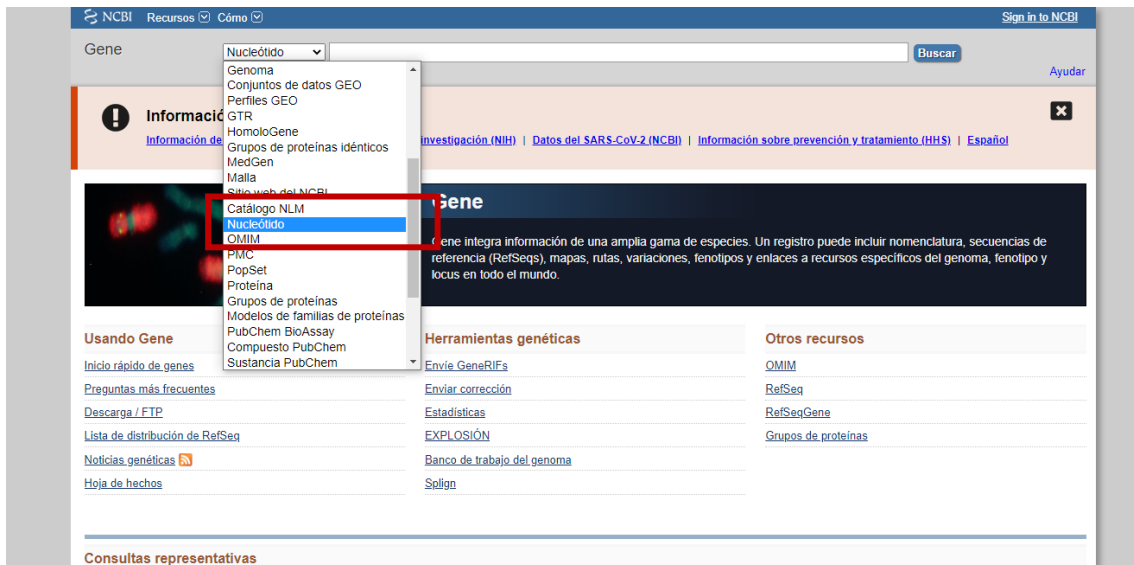 NCBI Recursos Cómo Sign in to NCBI
Gene Nucleótido Buscar
Ayudar
Genoma
Conjuntos de datos GEO
Perfiles GEO
GTR
HomoloGene
Grupos de proteínas idénticos
MedGen
Malla
Sitio web del NCBI
Catálogo NLM
Nucleótido
OMIM
PMC
PopSet
Proteína
Grupos de proteínas
Modelos de familias de proteínas
PubChem BioAssay
Compuesto PubChem
Sustancia PubChem
Información de investigación (NIH) | Datos del SARS-CoV-2 (NCBI) | Información sobre prevención y tratamiento (HHS) | Español
Gene
Gene integra información de una amplia gama de especies. Un registro puede incluir nomenclatura, secuencias de
referencia (RefSeqs), mapas, rutas, variaciones, fenotipos y enlaces a recursos específicos del genoma, fenotipo y
locus en todo el mundo.
Usando Gene
Inicio rápido de genes
Preguntas más frecuentes
Descarga / FTP
Lista de distribución de RefSeq
Noticias genéticas
Hoja de hechos
Herramientas genéticas
Envíe GeneRIFs
Enviar corrección
Estadísticas
EXPLOSIÓN
Banco de trabajo del genoma
Splign
Otros recursos
OMIM
RefSeq
RefSeqGene
Grupos de proteínas
Consultas representativas